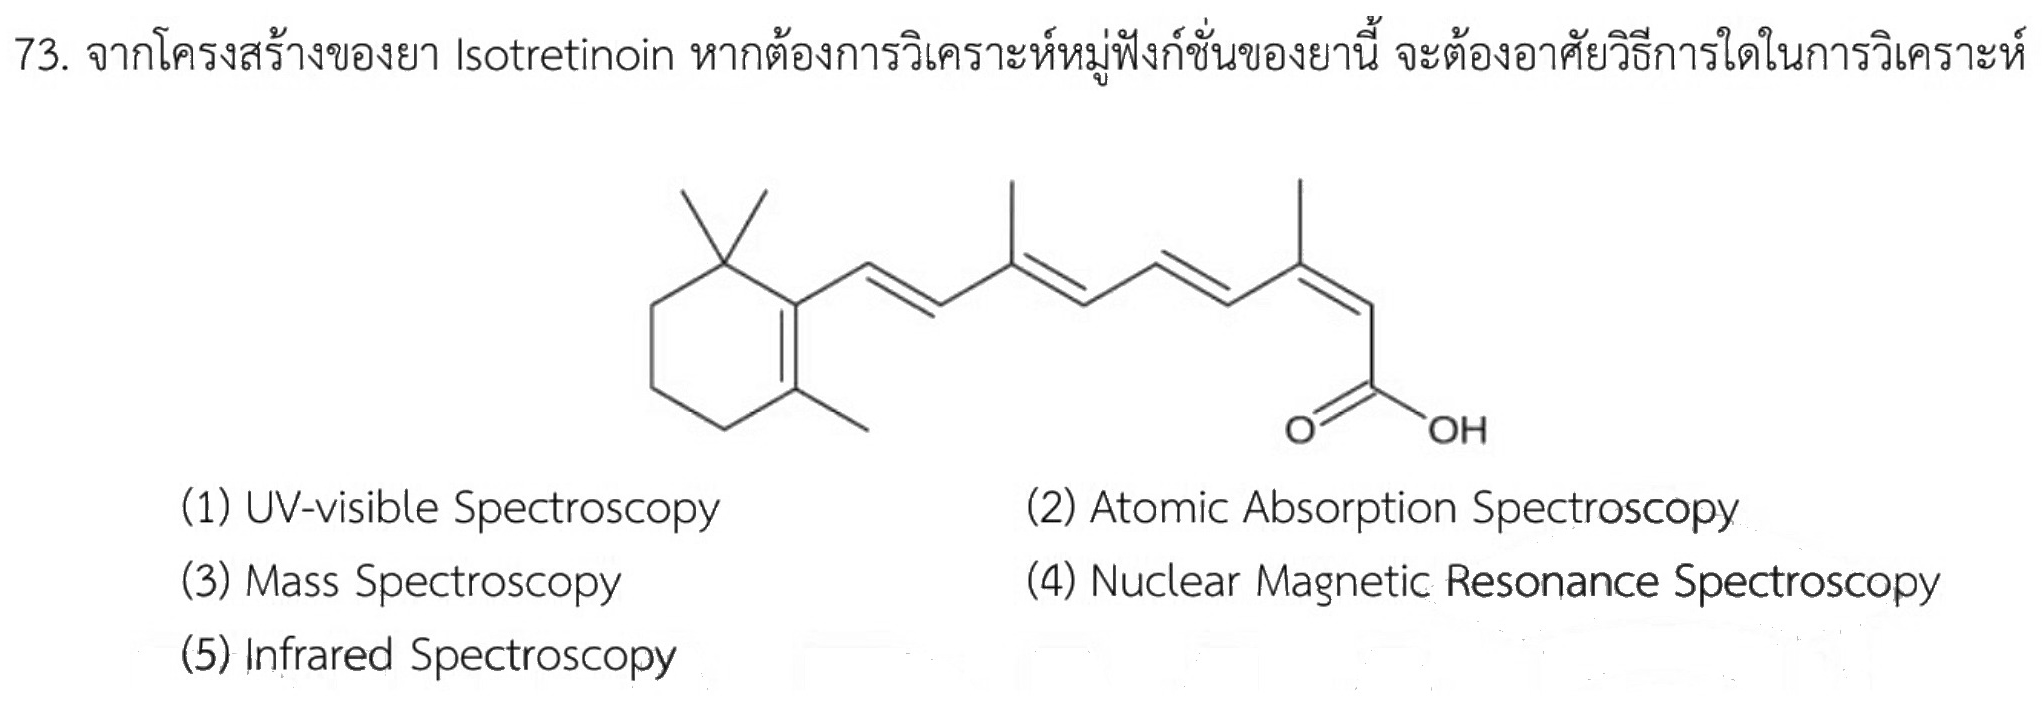 73. จากโครงสร้างของยา Isotretinoin หากต้องการวิเคราะห์หมู่ฟังก์ชั่นของยานี้ จะต้องอาศัยวิธีการใดในการวิเคราะห์
O
OH
(1) UV-visible Spectroscopy (2) Atomic Absorption Spectroscopy
(3) Mass Spectroscopy (4) Nuclear Magnetic Resonance Spectroscopy
(5) Infrared Spectroscopy